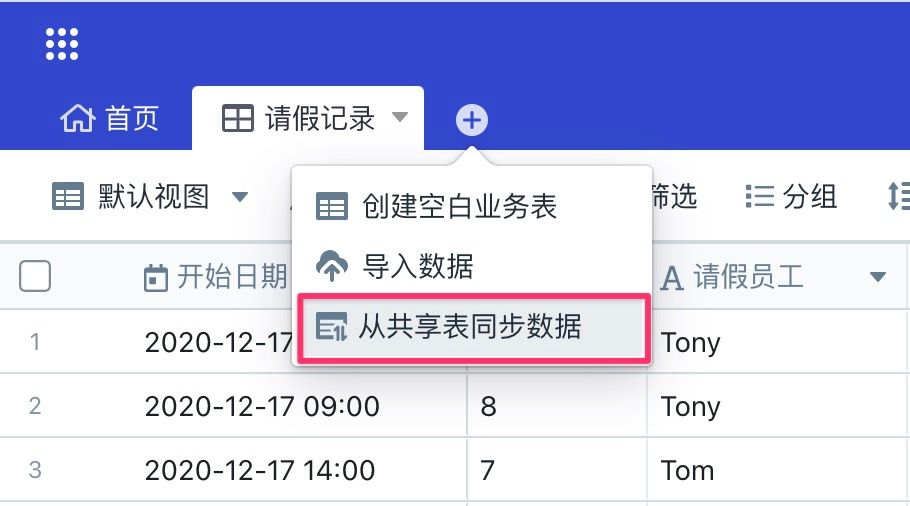 首页
请假记录
默认视图
筛选
分组
创建空白业务表
导入数据
从共享表同步数据
开始日期
A 请假员工
1 2020-12-17 Tony
2 2020-12-17 09:00 8 Tony
3 2020-12-17 14:00 7 Tom